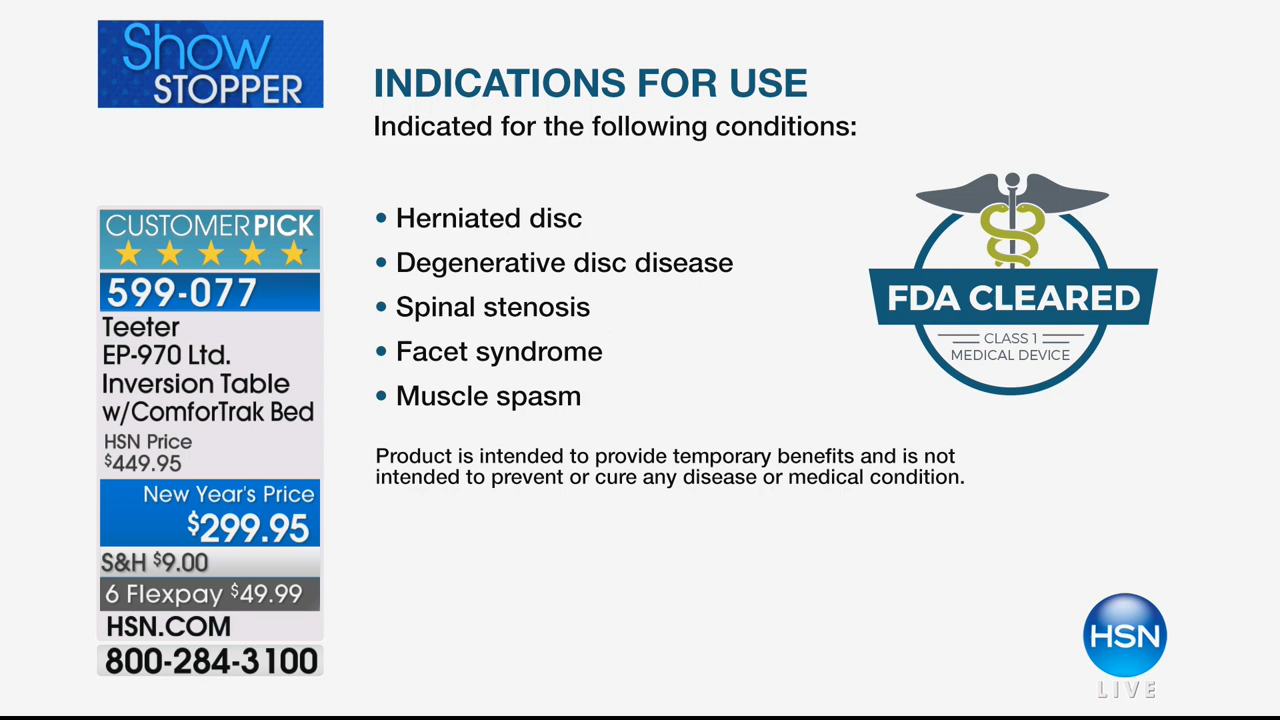 Show
STOPPER
INDICATIONS FOR USE
Indicated for the following conditions:
• Herniated disc
• Degenerative disc disease
• Spinal stenosis
• Facet syndrome
• Muscle spasm
Product is intended to provide temporary benefits and is not
intended to prevent or cure any disease or medical condition.
FDA CLEARED
CLASS 1
MEDICAL DEVICE
CUSTOMER PICK
599-077
Teeter
EP-970 Ltd.
Inversion Table
w/ComforTrak Bed
HSN Price
$449.95
New Year's Price
$299.95
S&H $9.00
6 Flexpay $49.99
HSN.COM
800-284-3100
HSN
LIVE